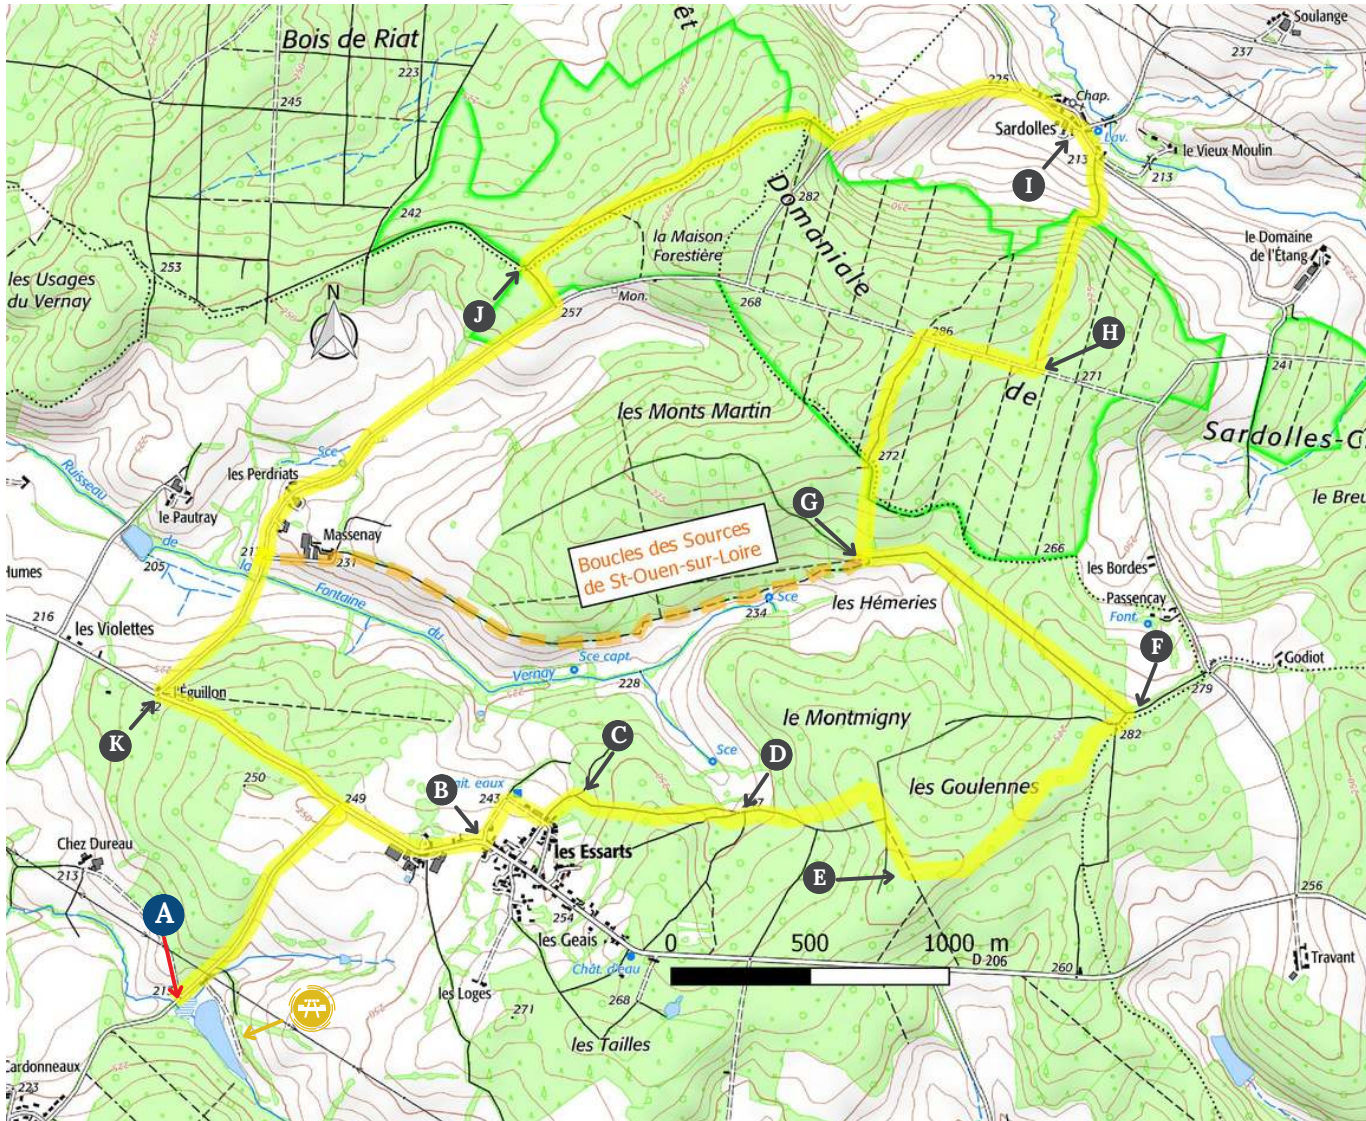 Soulange
êt
Bois de Riat
237
223
225
245
Chap.
Sardolles
Lav.
le Vieux Moulin
213
213
I
Domaniale
282
242
la Maison
Forestière
le Domaine
de l'Étang
253
les Usages
du Vernay
N
J
Mon.
257
268
286
H
241
271
de
les Monts Martin
Sardolles-C
Sce
272
les Perdriats
Ruisseau
le Pautray
G
le Breu
Massenay
Boucles des Sources
de St-Ouen-sur-Loire
231
205
de
la
Humes
266
les Bordes
Passençay
Font.
Fontaine
du
Sce
234
les Hémeries
216
les Violettes
F
Godiot
Sce capt.
Vernay
228
279
l'Éguillon
K
le Montmigny
282
C
D
Sce
250
249
B
243
les Goulennes
Chez Dureau
213
les Essarts
E
256
A
254
les Geais
0 500 1000 m
D 206
260
Travant
Chât. d'eau
les Loges
271
268
les Tailles
Cardonneaux
223